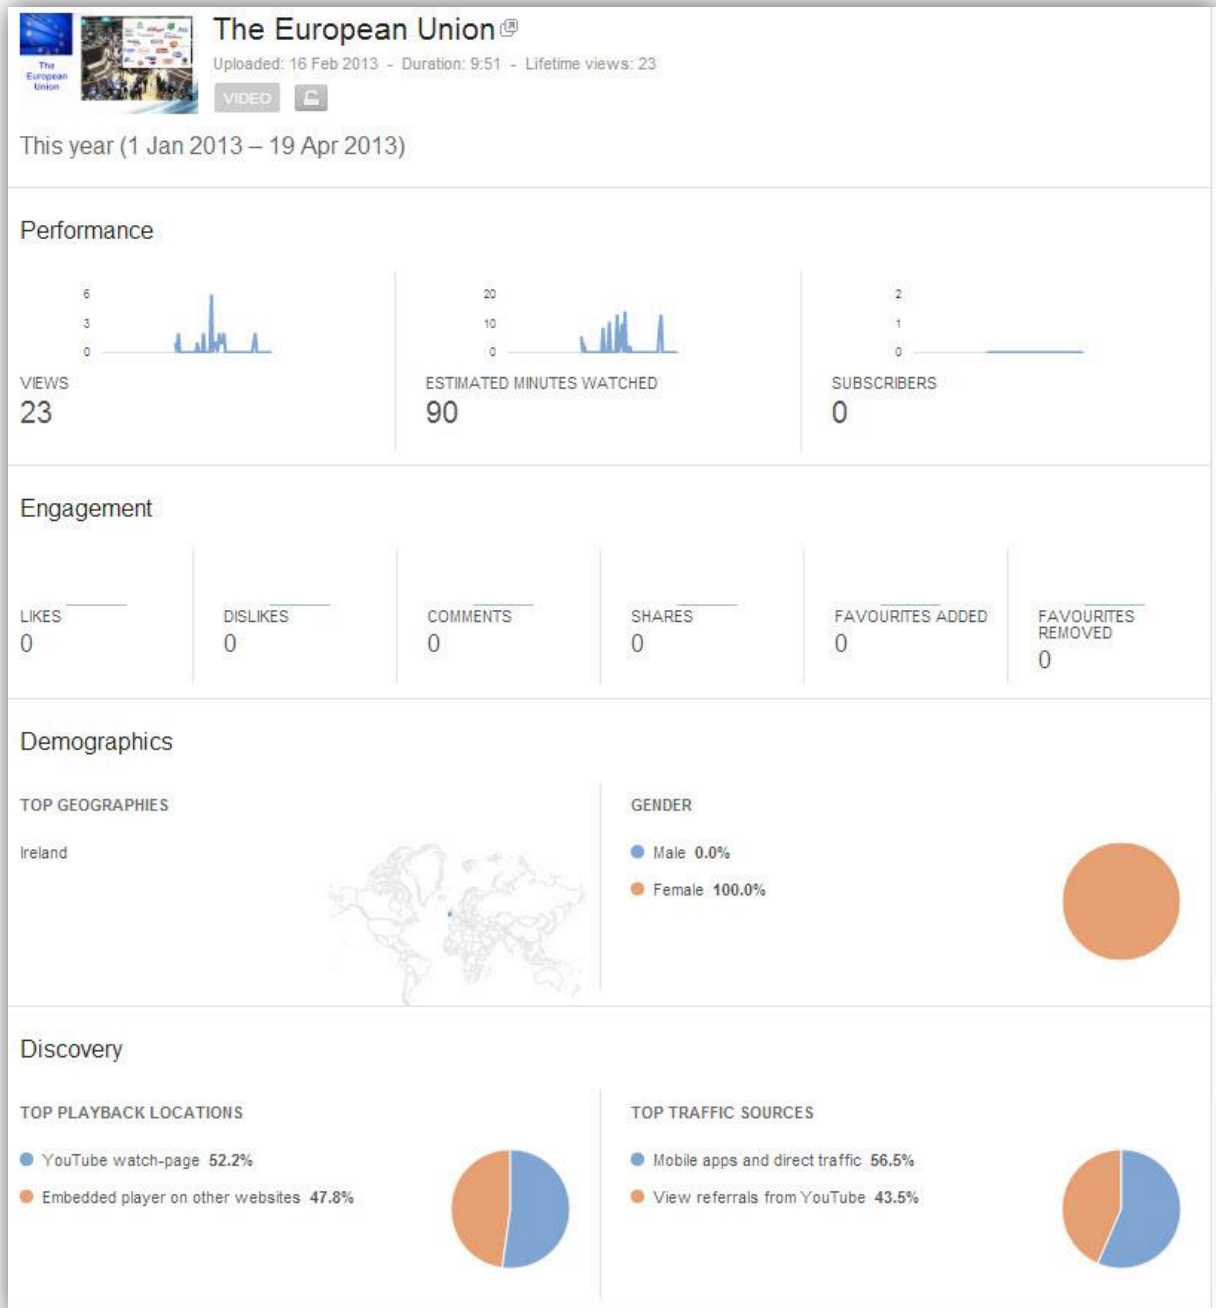 The
European
Union
The European Union
Uploaded: 16 Feb 2013 - Duration: 9:51 - Lifetime views: 23
VIDEO
This year (1 Jan 2013 – 19 Apr 2013)
Performance
6
3
0
VIEWS
23
20
10
0
ESTIMATED MINUTES WATCHED
90
2
1
0
SUBSCRIBERS
0
Engagement
LIKES
0
DISLIKES
0
COMMENTS
0
SHARES
0
FAVOURITES ADDED
0
FAVOURITES
REMOVED
0
Demographics
TOP GEOGRAPHIES
Ireland
GENDER
Male 0.0%
Female 100.0%
Discovery
TOP PLAYBACK LOCATIONS
YouTube watch-page 52.2%
Embedded player on other websites 47.8%
TOP TRAFFIC SOURCES
Mobile apps and direct traffic 56.5%
View referrals from YouTube 43.5%